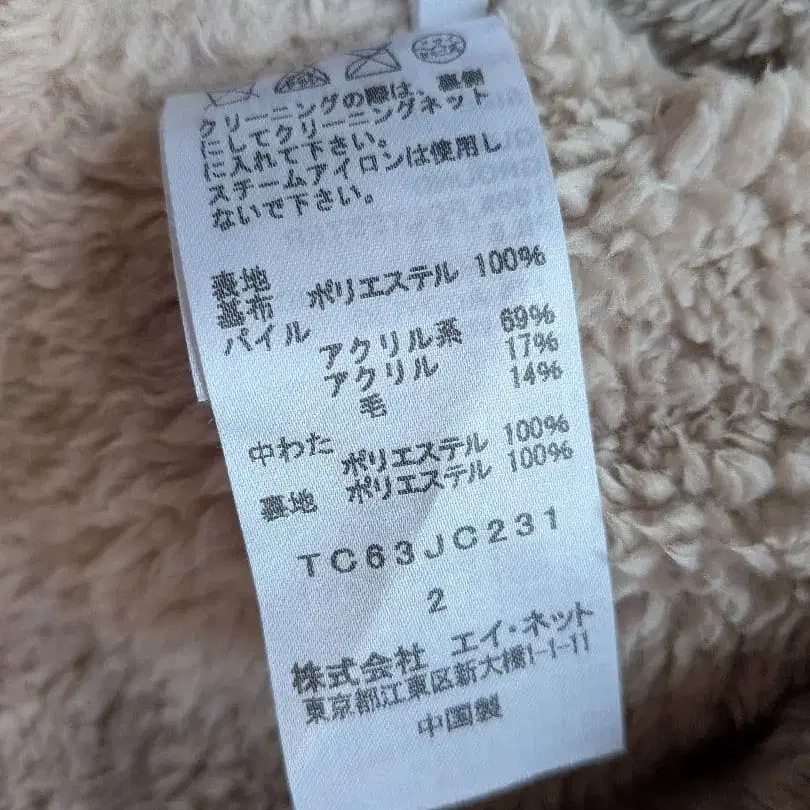 クリーニングの際は、裏側
にしてクリーニングネット
に入れて下さい。
スチームアイロンは使用し
ないで下さい。
表地
基布 ポリエステル 100%
パイル
アクリル系 69%
アクリル 17%
毛 14%
中わた ポリエステル 100%
裏地 ポリエステル 100%
TC63JC231
2
株式会社 エイ・ネット
東京都江東区新大橋1-1-11
中国製